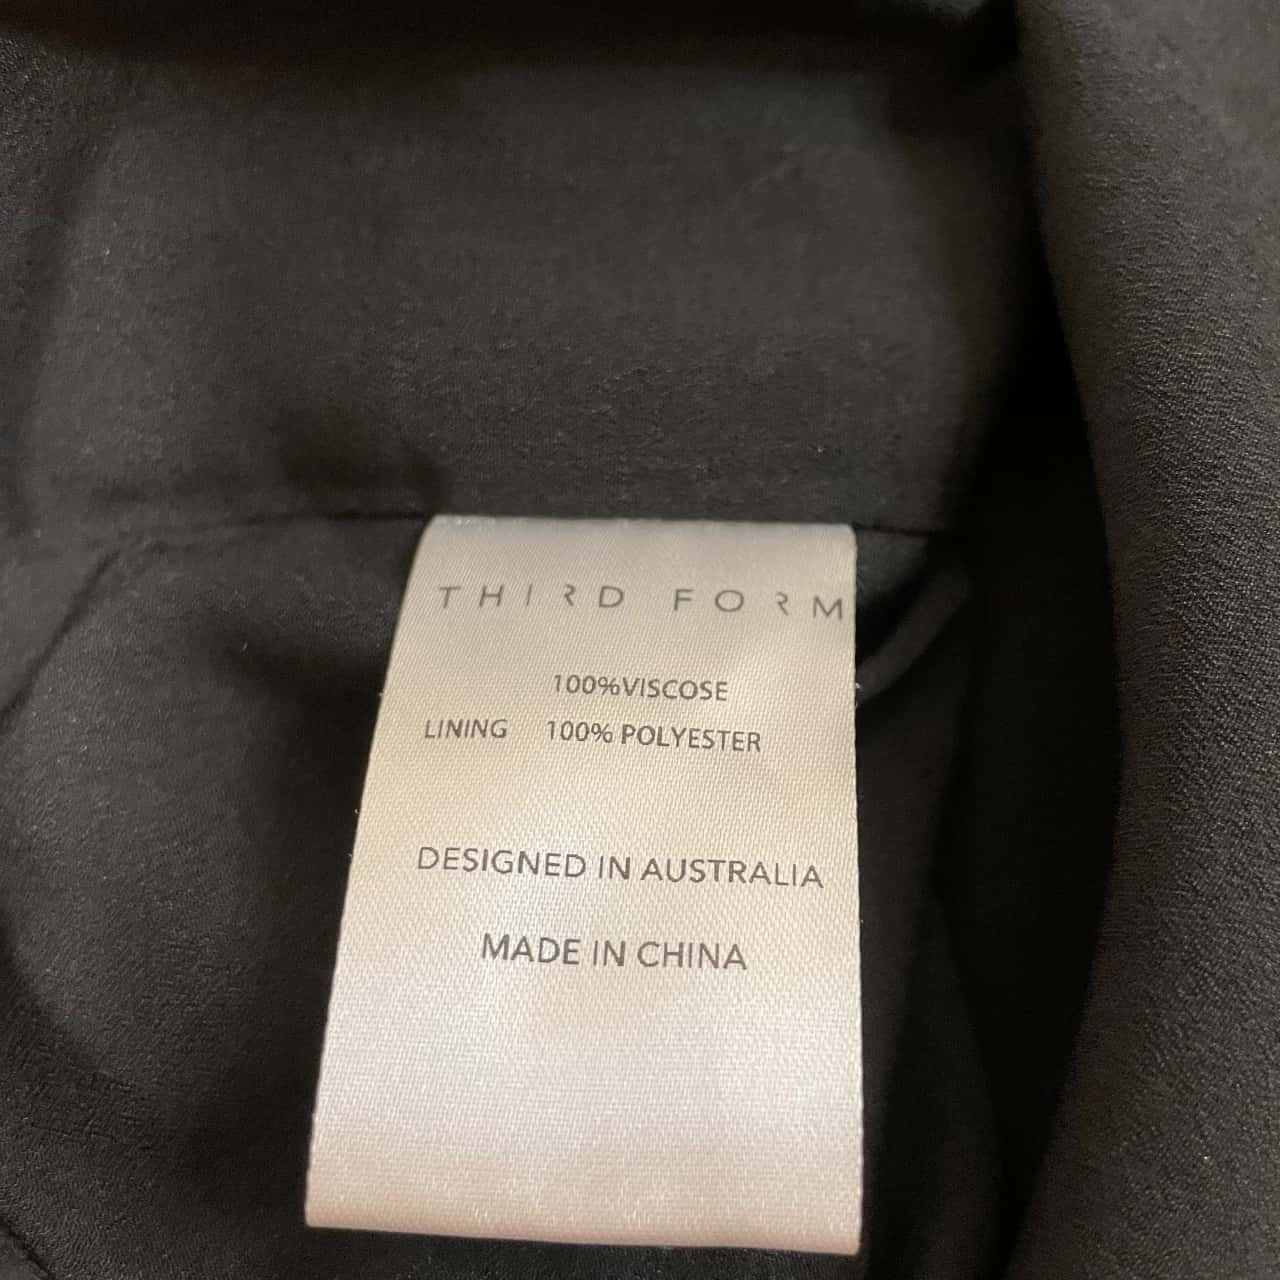 THIRD FORM
100%VISCOSE
LINING 100% POLYESTER
DESIGNED IN AUSTRALIA
MADE IN CHINA